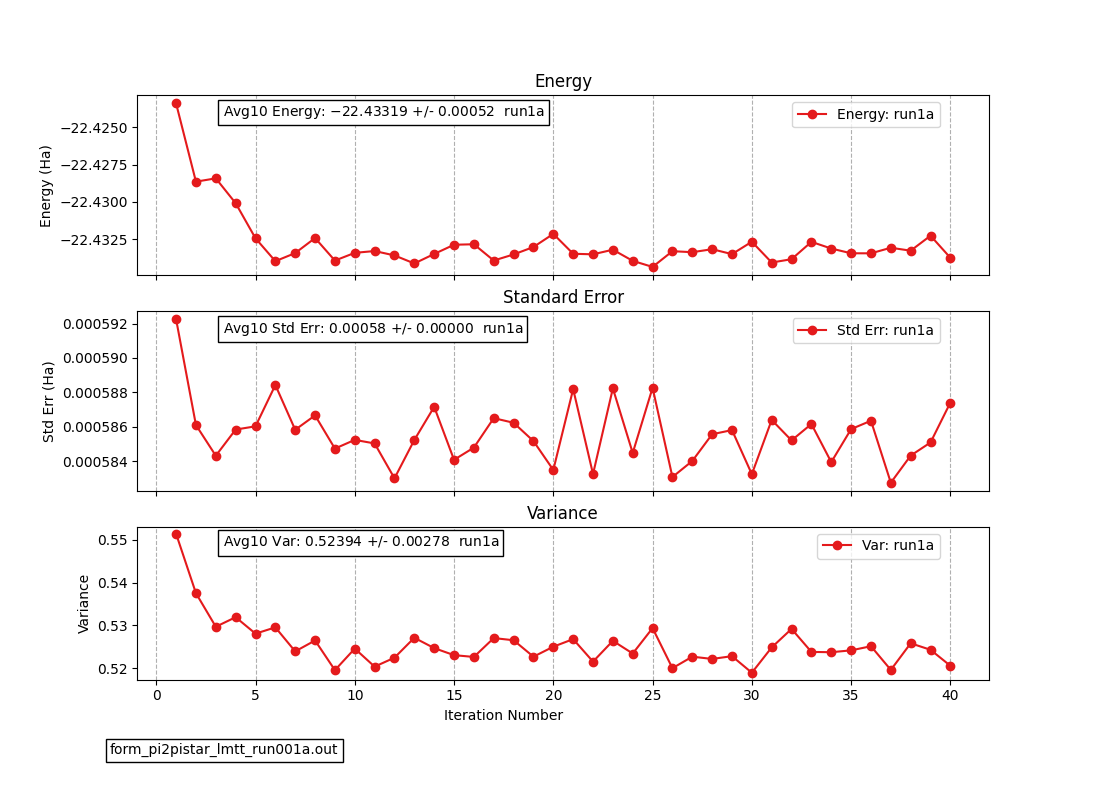 Energy
Avg10 Energy: −22.43319 +/- 0.00052 run1a
Energy: run1a
Energy (Ha)
−22.4250
−22.4275
−22.4300
−22.4325
Standard Error
Avg10 Std Err: 0.00058 +/- 0.00000 run1a
Std Err: run1a
Std Err (Ha)
0.000592
0.000590
0.000588
0.000586
0.000584
Variance
Avg10 Var: 0.52394 +/- 0.00278 run1a
Var: run1a
Variance
0.55
0.54
0.53
0.52
0 5 10 15 20 25 30 35 40
Iteration Number
form_pi2pistar_lmtt_run001a.out